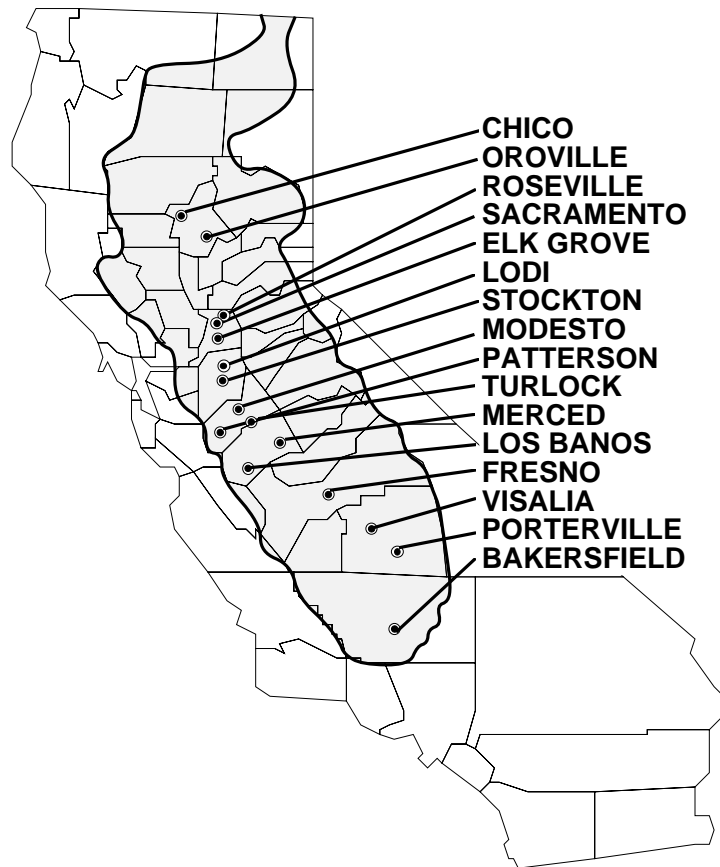 CHICO
OROVILLE
ROSEVILLE
SACRAMENTO
ELK GROVE
LODI
STOCKTON
MODESTO
PATTERSON
TURLOCK
MERCED
LOS BANOS
FRESNO
VISALIA
PORTERVILLE
BAKERSFIELD